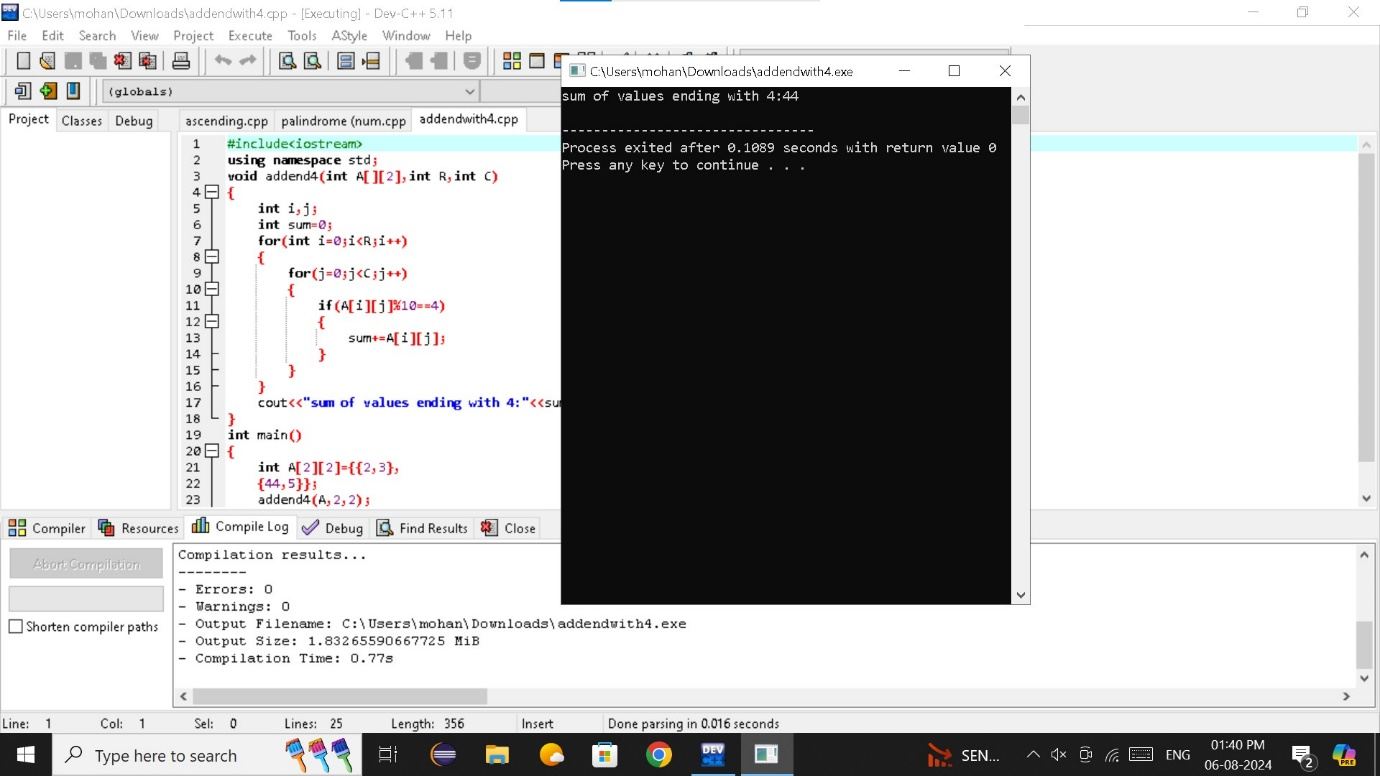 C:\Users\mohan\Downloads\addendwith4.cpp - [Executing] - Dev-C++ 5.11
File Edit Search View Project Execute Tools AStyle Window Help
(globals)
Project Classes Debug
ascending.cpp palindrome (num.cpp addendwith4.cpp
1 #include<iostream>
2 using namespace std;
3 void addend4(int A[][2],int R,int C)
4 {
5 int i,j;
6 int sum=0;
7 for(int i=0;i<R;i++)
8 {
9 for(j=0;j<C;j++)
10 {
11 if(A[i][j]%10==4)
12 {
13 sum+=A[i][j];
14 }
15 }
16 }
17 cout<<"sum of values ending with 4:"<<su
18 }
19 int main()
20 {
21 int A[2][2]={{2,3},
22 {44,5}};
23 addend4(A,2,2);
C:\Users\mohan\Downloads\addendwith4.exe
sum of values ending with 4:44
--------------------------------
Process exited after 0.1089 seconds with return value 0
Press any key to continue . . .
Compiler Resources Compile Log Debug Find Results Close
Abort Compilation
Shorten compiler paths
Compilation results...
--------
- Errors: 0
- Warnings: 0
- Output Filename: C:\Users\mohan\Downloads\addendwith4.exe
- Output Size: 1.83265590667725 MiB
- Compilation Time: 0.77s
Line: 1 Col: 1 Sel: 0 Lines: 25 Length: 356 Insert Done parsing in 0.016 seconds
Type here to search
DEV
SEN...
ENG
01:40 PM
06-08-2024
2
PRE